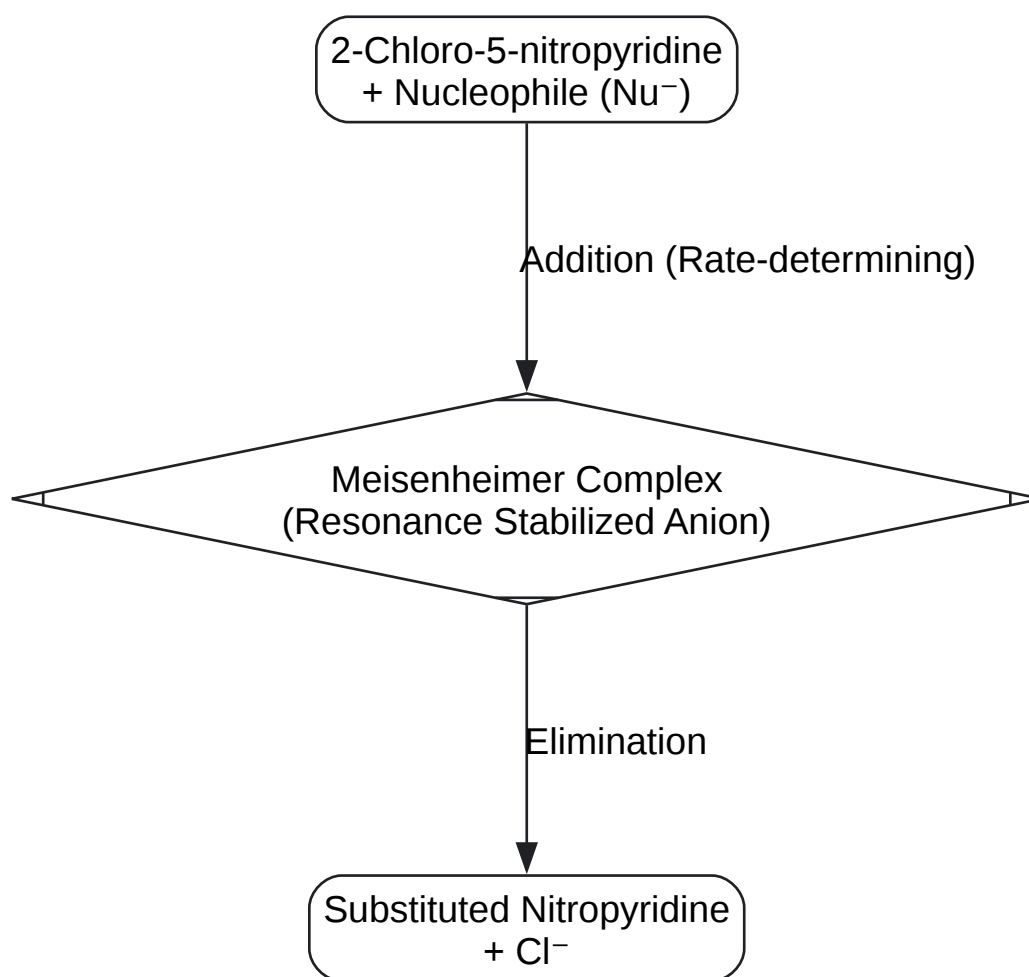 2-Chloro-5-nitropyridine
+ Nucleophile (Nu⁻)
Addition (Rate-determining)
Meisenheimer Complex
(Resonance Stabilized Anion)
Elimination
Substituted Nitropyridine
+ Cl⁻